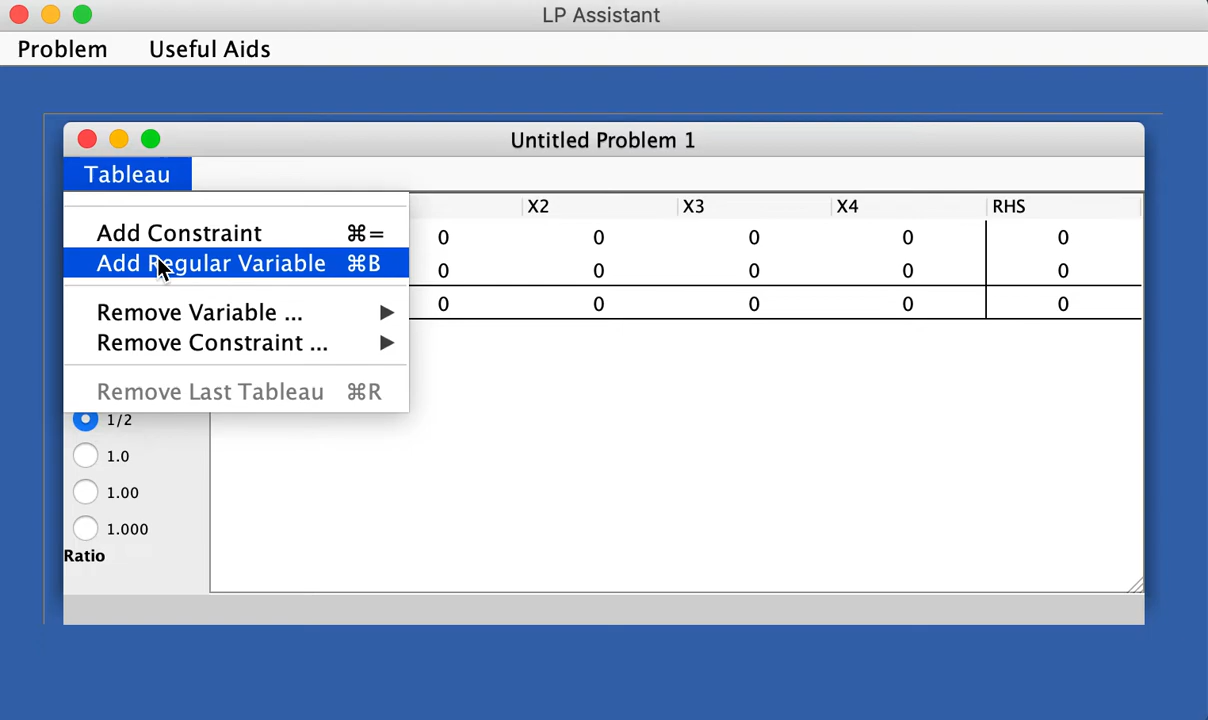 LP Assistant
Problem Useful Aids
Untitled Problem 1
Tableau
X2 X3 X4 RHS
Add Constraint ⌘=
0 0 0 0 0
Add Regular Variable ⌘B
0 0 0 0 0
Remove Variable ... ▶
0 0 0 0 0
Remove Constraint ... ▶
Remove Last Tableau ⌘R
1/2
1.0
1.00
1.000
Ratio